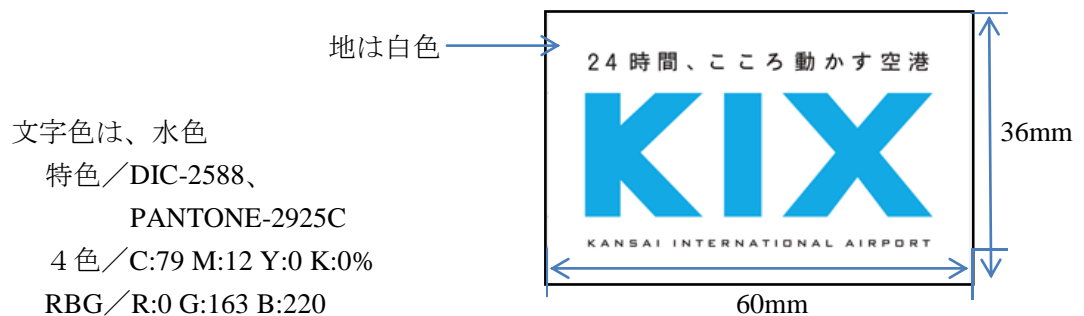 地は白色
24時間、こころ動かす空港
KIX
KANSAI INTERNATIONAL AIRPORT
36mm
60mm
文字色は、水色
特色／DIC-2588、
PANTONE-2925C
４色／C:79 M:12 Y:0 K:0%
RBG／R:0 G:163 B:220